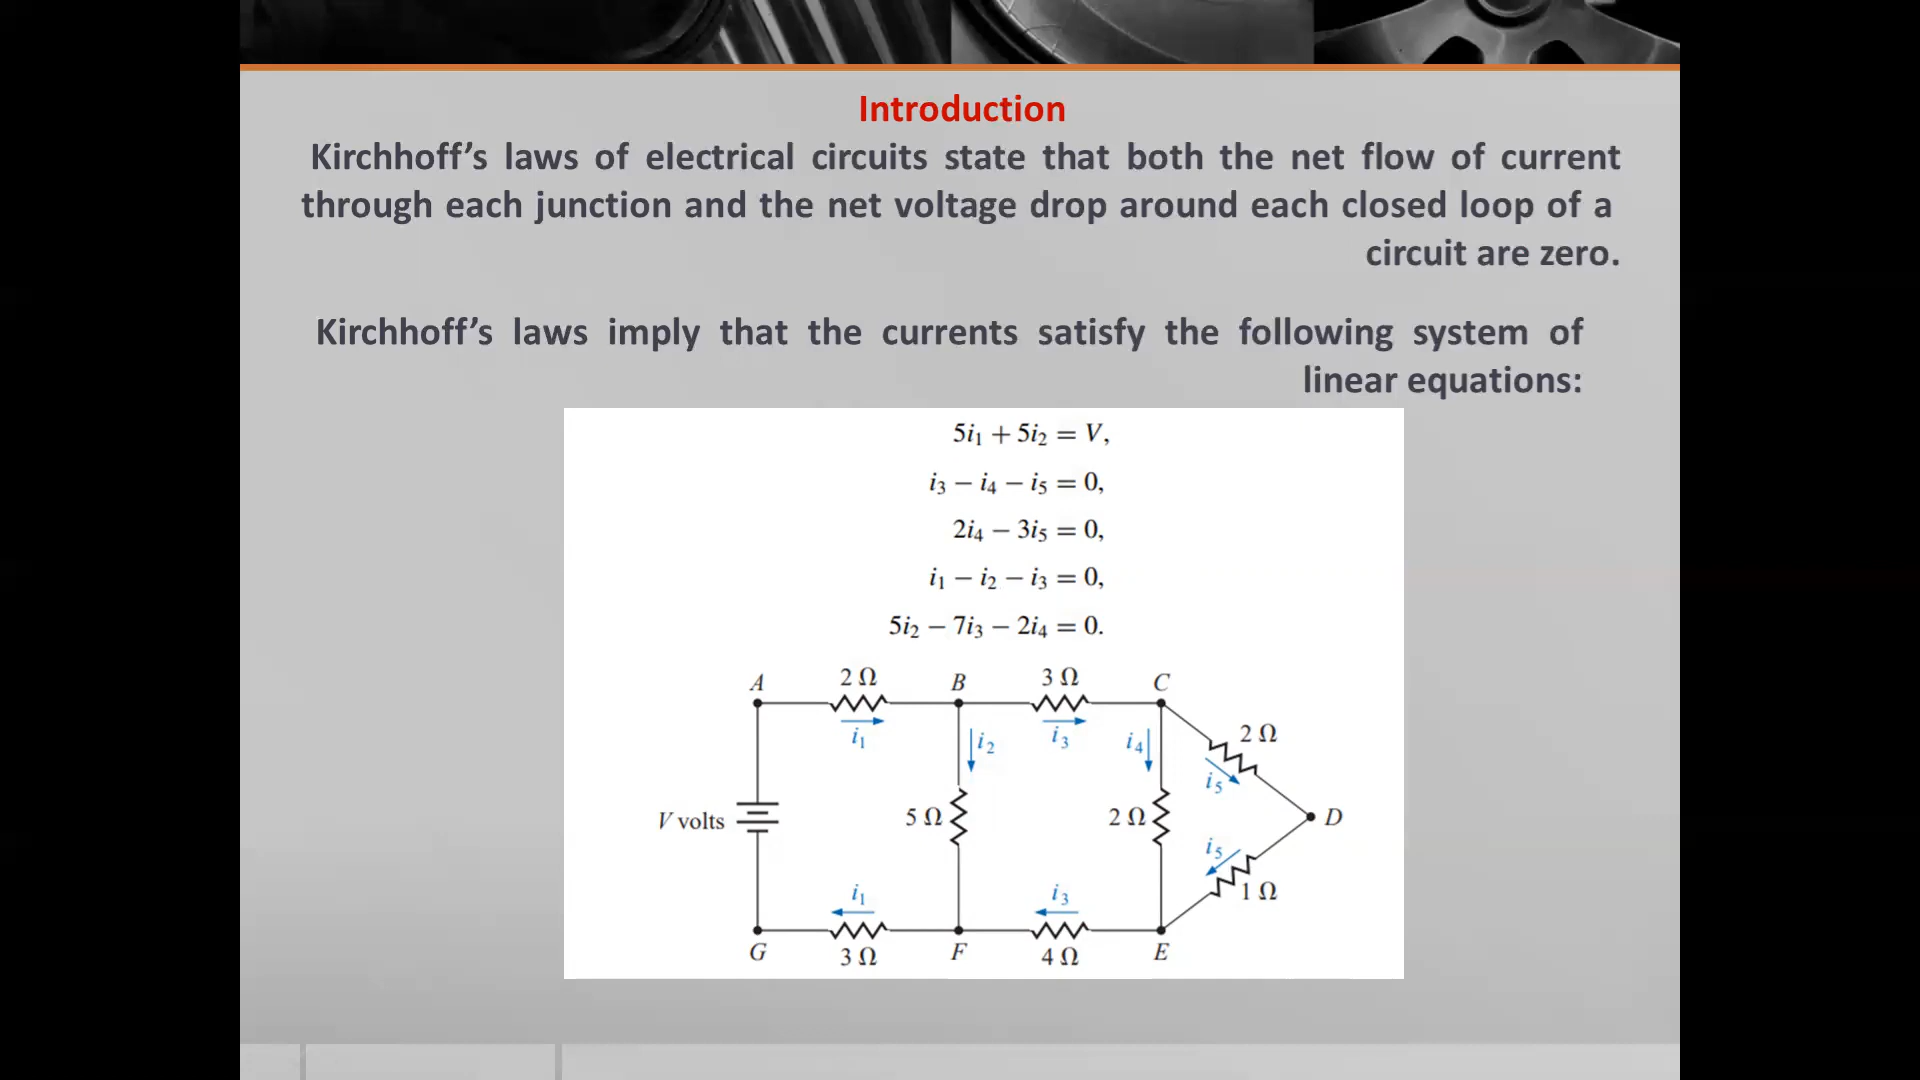 Introduction
Kirchhoff’s laws of electrical circuits state that both the net flow of current
through each junction and the net voltage drop around each closed loop of a
circuit are zero.
Kirchhoff’s laws imply that the currents satisfy the following system of
linear equations:
5i₁ + 5i₂ = V,
i₃ − i₄ − i₅ = 0,
2i₄ − 3i₅ = 0,
i₁ − i₂ − i₃ = 0,
5i₂ − 7i₃ − 2i₄ = 0.
A 2 Ω B 3 Ω C
i₁ i₂ i₃ i₄ 2 Ω
i₅
V volts 5 Ω 2 Ω D
i₅
i₁ i₃ 1 Ω
G 3 Ω F 4 Ω E